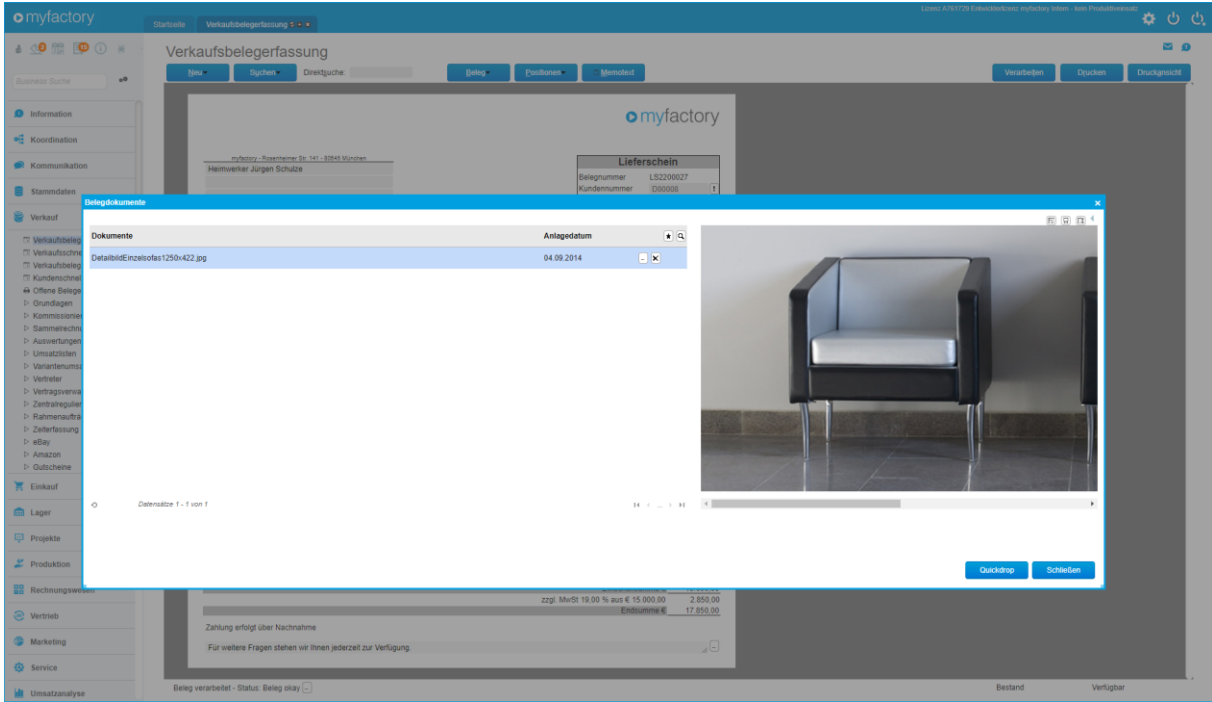 Lizenz A761729 Entwicklerlizenz myfactory Intern - kein Produktiveinsatz
myfactory
Startseite
Verkaufsbelegerfassung
Verkaufsbelegerfassung
Business Suche
Neu
Suchen
Direktsuche:
Beleg
Positionen
Memotext
Verarbeiten
Drucken
Druckansicht
Information
Koordination
Kommunikation
Stammdaten
Verkauf
myfactory
myfactory - Rosenheimer Str. 141 - München
Heimwerker Jürgen Schulze
Lieferschein
Belegnummer LS2200027
Kundennummer D00008
Belegdokumente
Dokumente
Anlagedatum
DetailbildEinzelsofas1250x422.jpg
04.09.2014
Verkaufsbeleg
Verkaufsschne
Verkaufsbeleg
Kundenschnel
Offene Belege
Grundlagen
Kommissionier
Sammelrechnu
Auswertungen
Umsatzlisten
Variantenumsa
Vertreter
Vertragsverwa
Zentralregulier
Rahmenauftra
Zeiterfassung
eBay
Amazon
Gutscheine
Einkauf
Lager
Projekte
Produktion
Rechnungswesen
Vertrieb
Marketing
Service
Umsatzanalyse
Datensätze 1 - 1 von 1
Quickdrop
Schließen
zzgl. MwSt 19,00 % aus € 15.000,00 2.850,00
Endsumme € 17.850,00
Zahlung erfolgt über Nachnahme
Für weitere Fragen stehen wir Ihnen jederzeit zur Verfügung.
Beleg verarbeitet - Status: Beleg okay
Bestand
Verfügbar